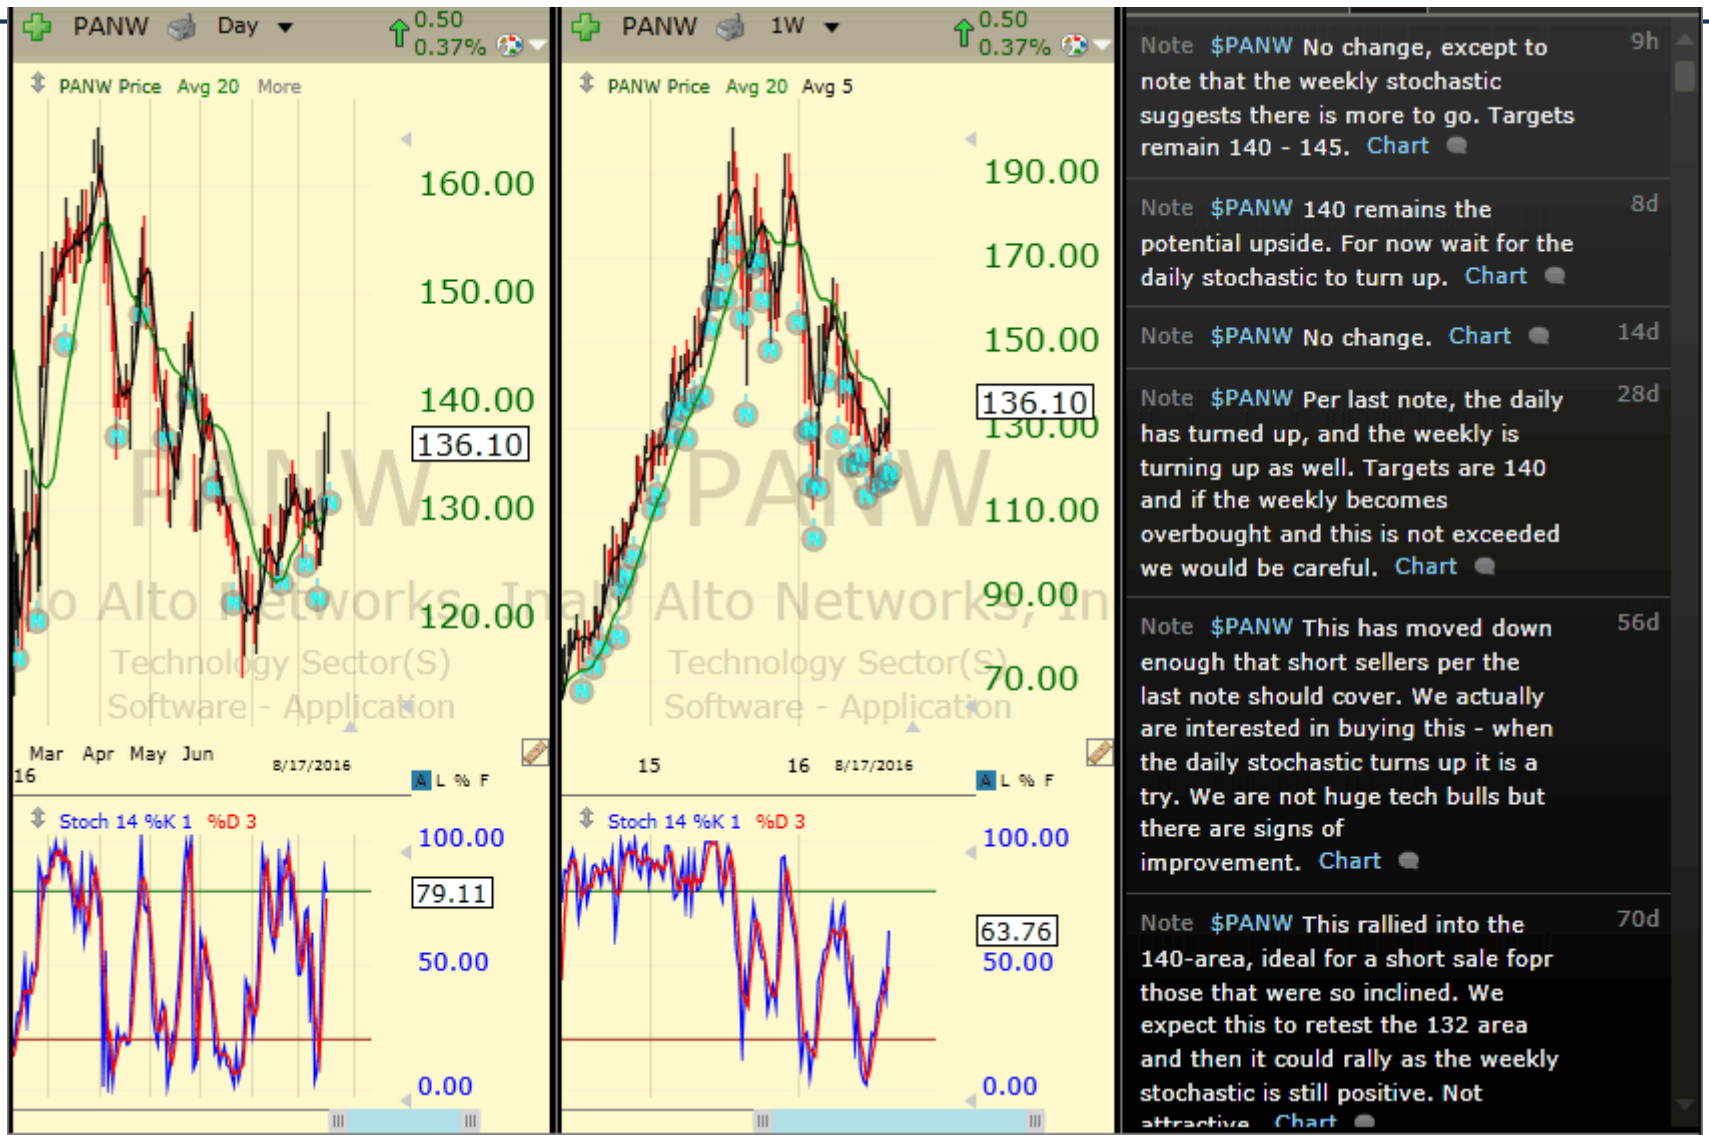 PANW Day 0.50
0.37%
PANW Price Avg 20 More
160.00
150.00
140.00
136.10
130.00
120.00
PANW
o Alto Networks, In
Technology Sector(S)
Software - Application
Mar Apr May Jun
16
8/17/2016
A L % F
Stoch 14 %K 1 %D 3
100.00
79.11
50.00
0.00
PANW 1W 0.50
0.37%
PANW Price Avg 20 Avg 5
190.00
170.00
150.00
136.10
130.00
110.00
90.00
70.00
PANW
alo Alto Networks, In
Technology Sector(S)
Software - Application
15 16 8/17/2016
A L % F
Stoch 14 %K 1 %D 3
100.00
63.76
50.00
0.00
Note $PANW No change, except to 9h
note that the weekly stochastic
suggests there is more to go. Targets
remain 140 - 145. Chart
Note $PANW 140 remains the 8d
potential upside. For now wait for the
daily stochastic to turn up. Chart
Note $PANW No change. Chart 14d
Note $PANW Per last note, the daily 28d
has turned up, and the weekly is
turning up as well. Targets are 140
and if the weekly becomes
overbought and this is not exceeded
we would be careful. Chart
Note $PANW This has moved down 56d
enough that short sellers per the
last note should cover. We actually
are interested in buying this - when
the daily stochastic turns up it is a
try. We are not huge tech bulls but
there are signs of
improvement. Chart
Note $PANW This rallied into the 70d
140-area, ideal for a short sale fopr
those that were so inclined. We
expect this to retest the 132 area
and then it could rally as the weekly
stochastic is still positive. Not
attractive. Chart